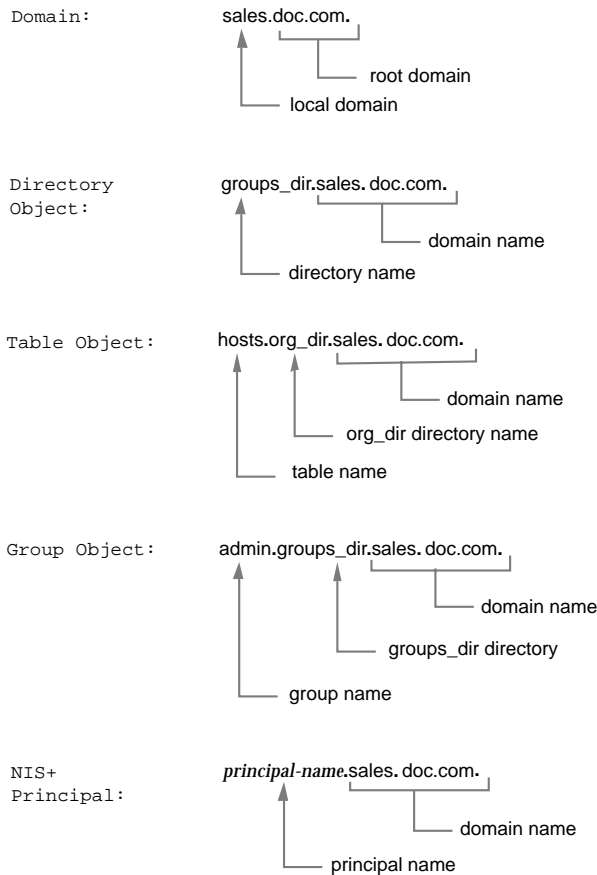 Domain: sales.doc.com.
root domain
local domain
Directory Object: groups_dir.sales. doc.com.
domain name
directory name
Table Object: hosts.org_dir.sales. doc.com.
domain name
org_dir directory name
table name
Group Object: admin.groups_dir.sales. doc.com.
domain name
groups_dir directory
group name
NIS+ Principal: principal-name.sales. doc.com.
domain name
principal name